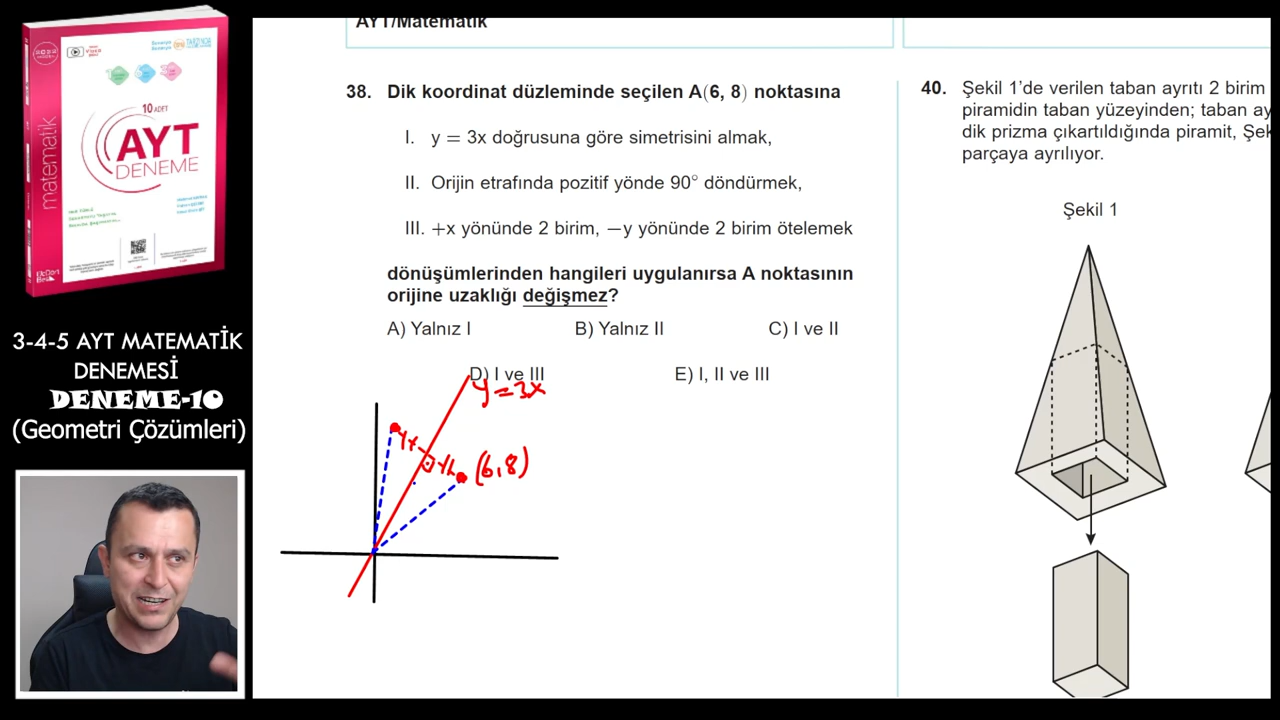 AYT/Matematik
38. Dik koordinat düzleminde seçilen A(6, 8) noktasına
I. y = 3x doğrusuna göre simetrisini almak,
II. Orijin etrafında pozitif yönde 90° döndürmek,
III. +x yönünde 2 birim, −y yönünde 2 birim ötelemek
dönüşümlerinden hangileri uygulanırsa A noktasının
orijine uzaklığı değişmez?
A) Yalnız I B) Yalnız II C) I ve II
D) I ve III E) I, II ve III
y = 3x
(6,8)
40. Şekil 1'de verilen taban ayrıtı 2 birim
piramidin taban yüzeyinden; taban ay
dik prizma çıkartıldığında piramit, Şek
parçaya ayrılıyor.
Şekil 1
matematik
10 ADET
AYT
DENEME
3-4-5 AYT MATEMATİK
DENEMESİ
DENEME-10
(Geometri Çözümleri)